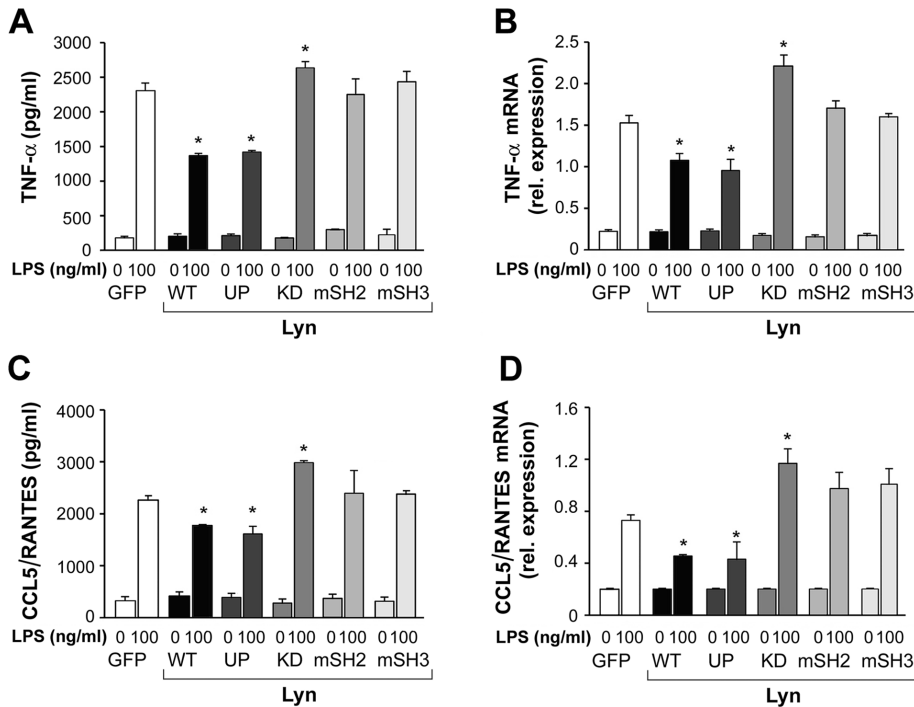 A
TNF-α (pg/ml)
3000
2500
2000
1500
1000
500
0
*
*
*
LPS (ng/ml) 0 100 0 100 0 100 0 100 0 100 0 100
GFP WT UP KD mSH2 mSH3
Lyn
B
TNF-α mRNA
(rel. expression)
2.5
2.0
1.5
1.0
0.5
0.0
*
*
*
LPS (ng/ml) 0 100 0 100 0 100 0 100 0 100 0 100
GFP WT UP KD mSH2 mSH3
Lyn
C
CCL5/RANTES (pg/ml)
4000
3000
2000
1000
0
*
*
*
LPS (ng/ml) 0 100 0 100 0 100 0 100 0 100 0 100
GFP WT UP KD mSH2 mSH3
Lyn
D
CCL5/RANTES mRNA
(rel. expression)
1.6
1.2
0.8
0.4
0
*
*
*
LPS (ng/ml) 0 100 0 100 0 100 0 100 0 100 0 100
GFP WT UP KD mSH2 mSH3
Lyn